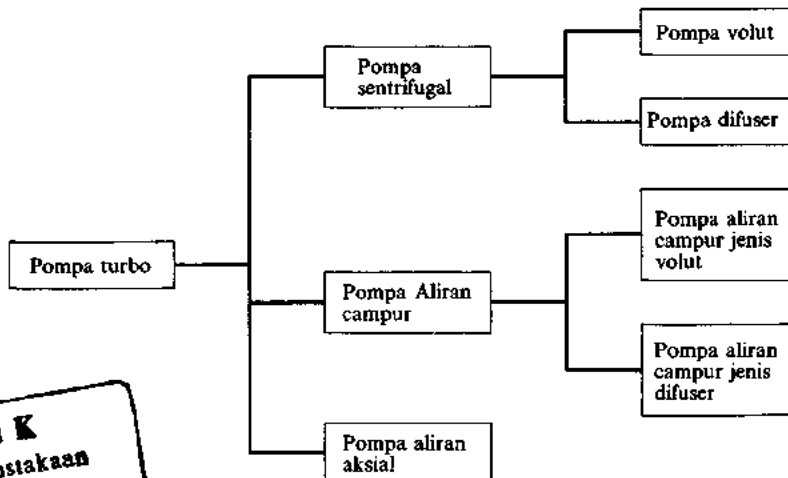 Pompa volut
Pompa
sentrifugal
Pompa difuser
Pompa aliran
campur jenis
volut
Pompa turbo
Pompa Aliran
campur
Pompa aliran
campur jenis
difuser
K
Pompa aliran
aksial